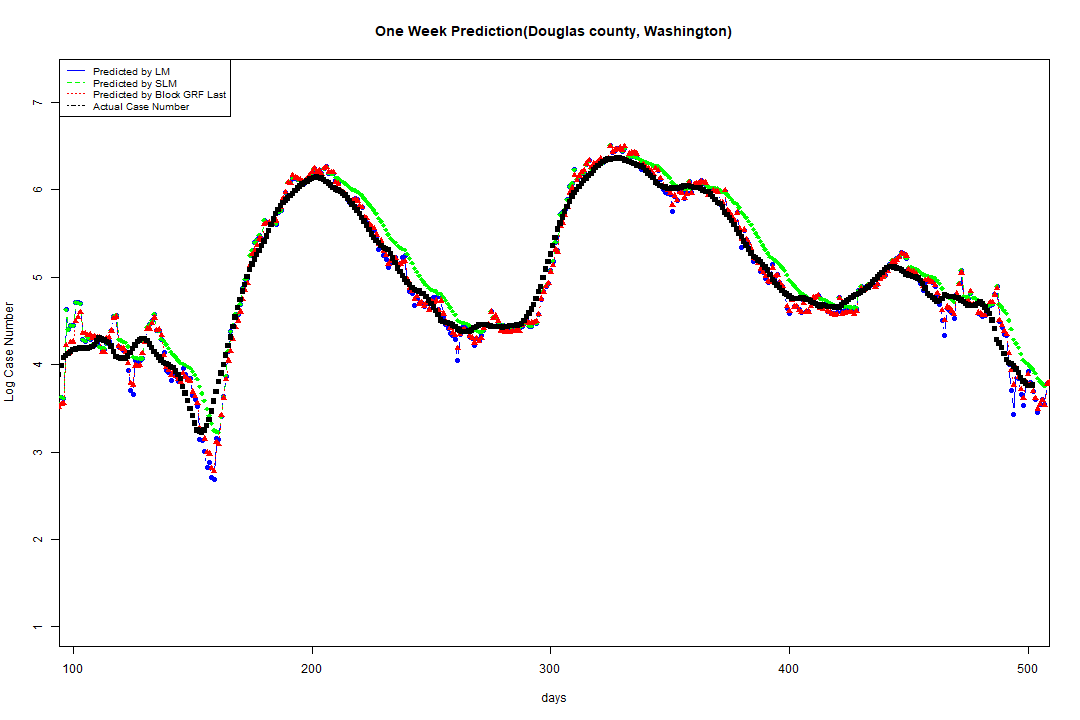 One Week Prediction(Douglas county, Washington)
Predicted by LM
Predicted by SLM
Predicted by Block GRF Last
Actual Case Number
7
6
5
4
3
2
1
Log Case Number
100 200 300 400 500
days